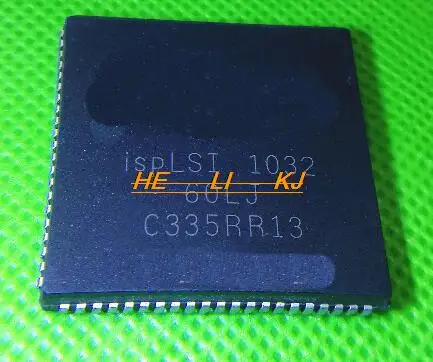 ispLSI 1032
HE LI KJ
60LJ
C335RR13